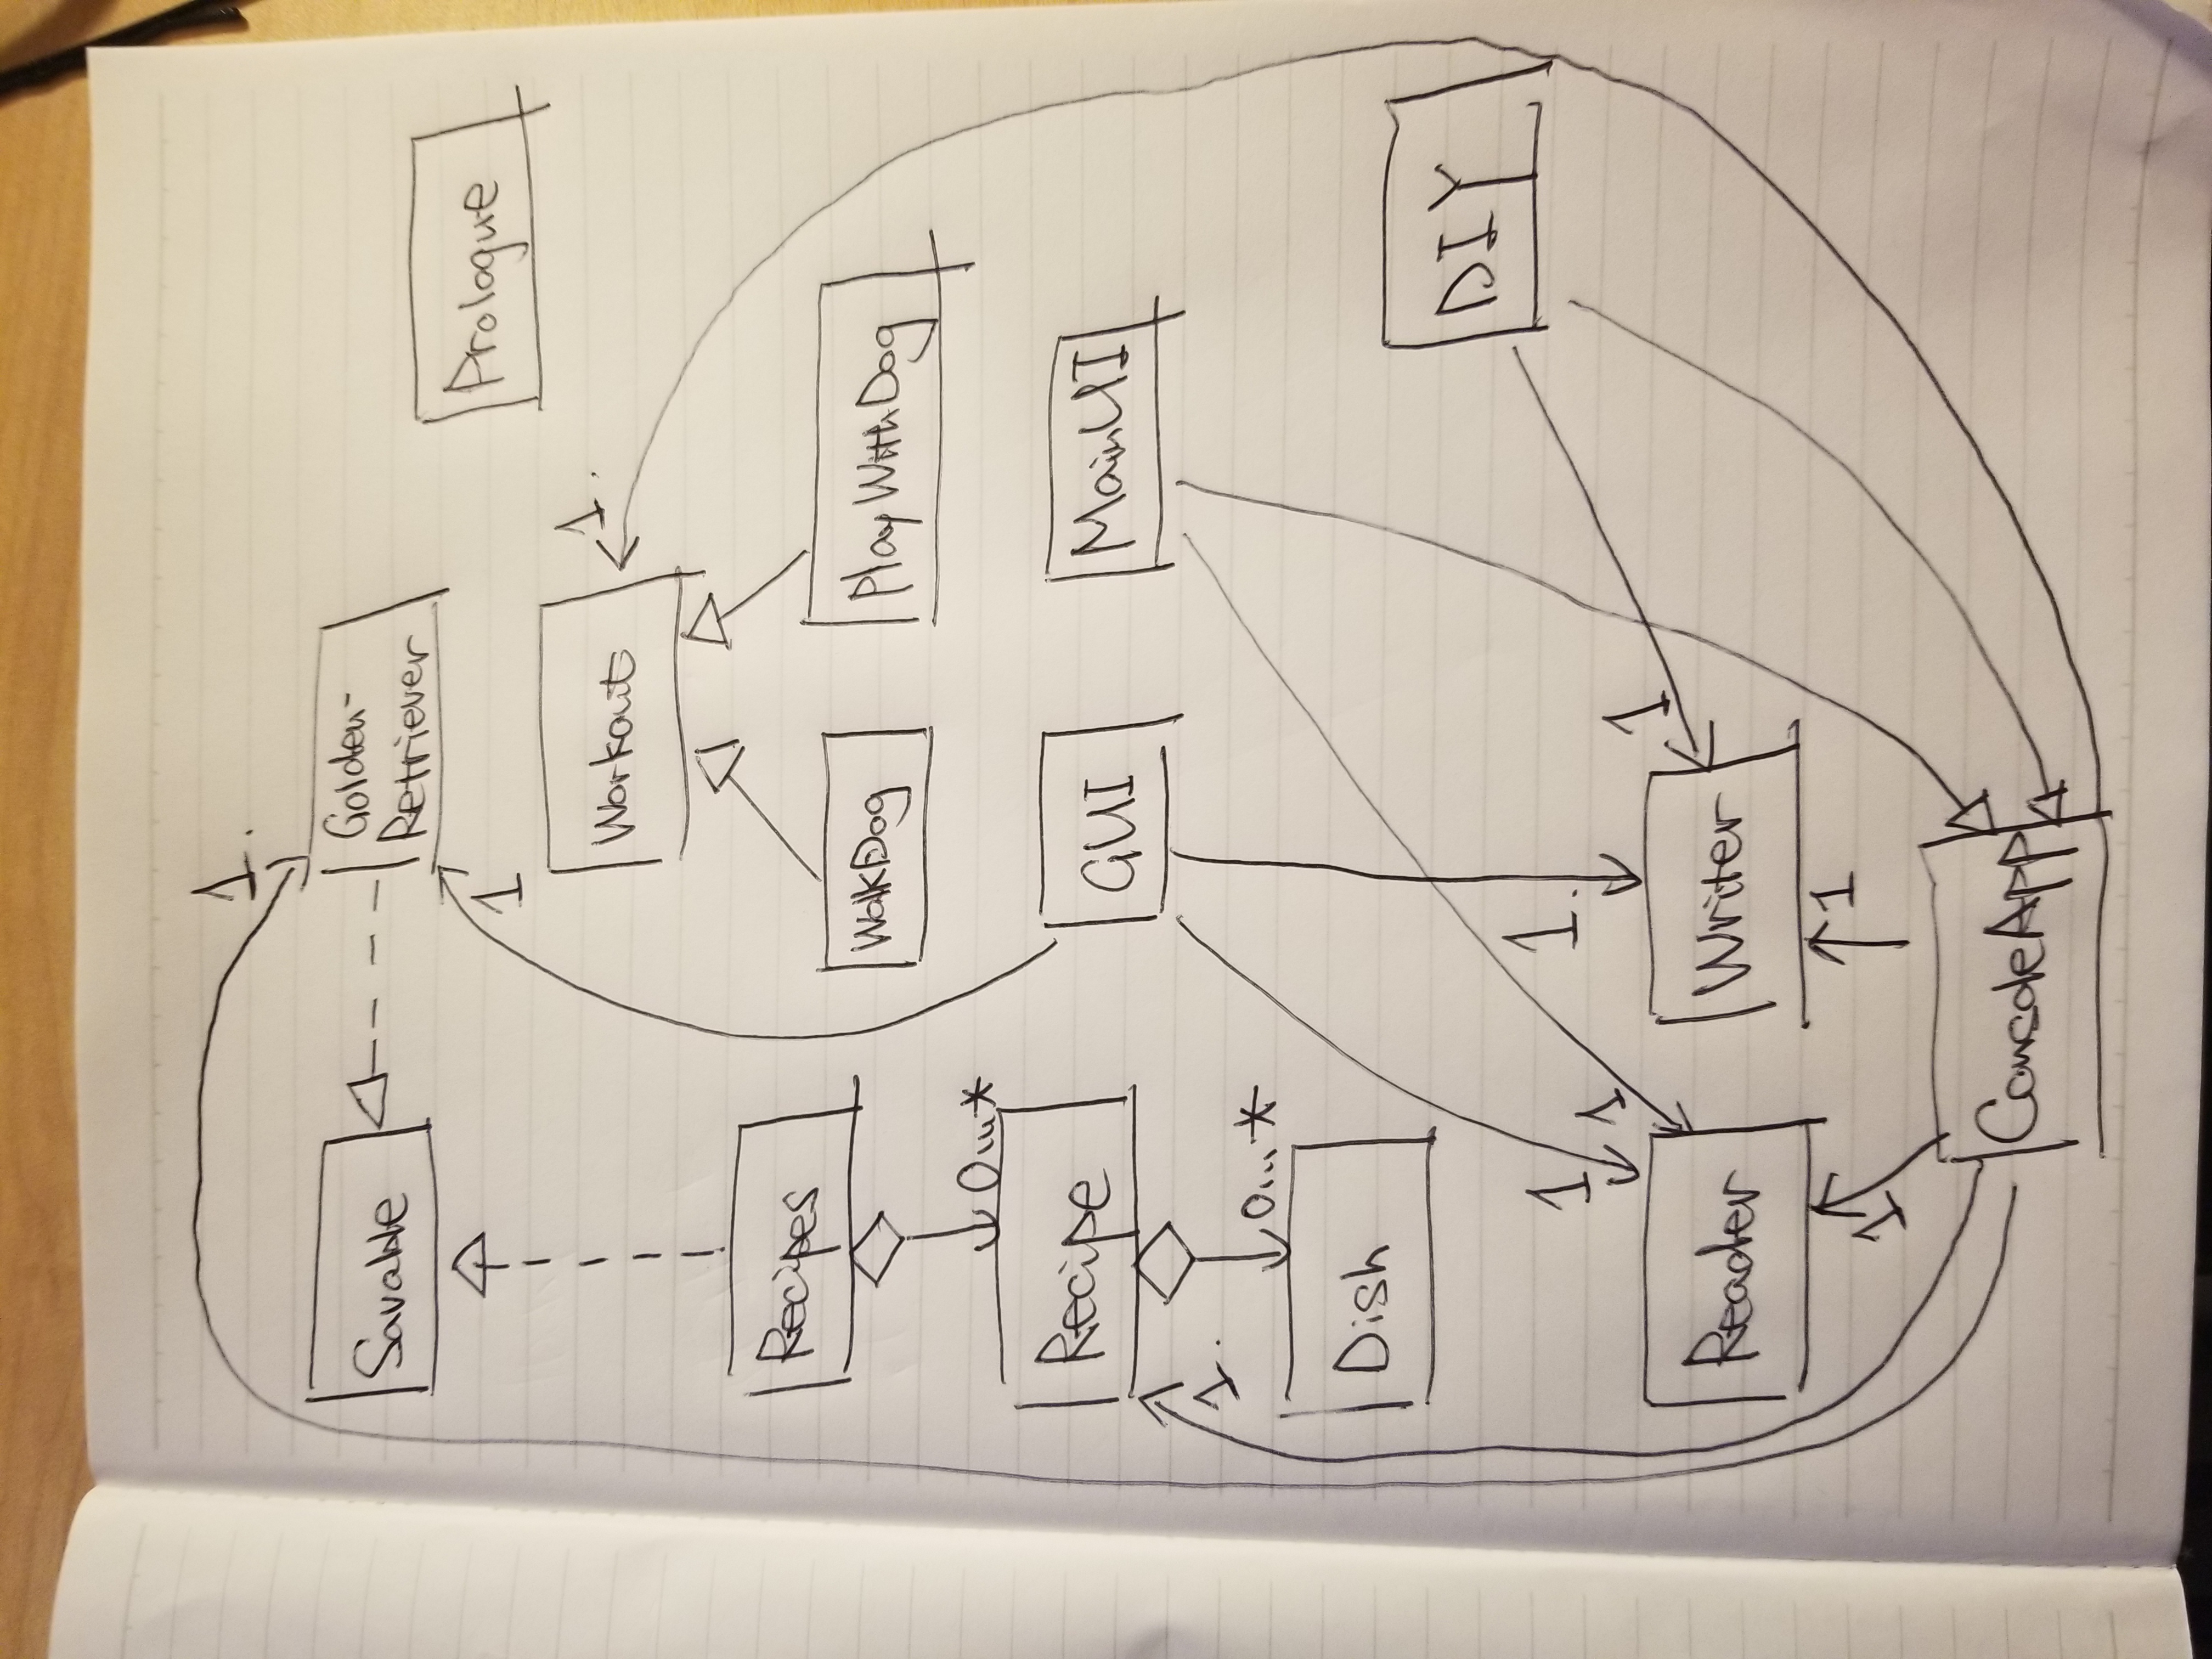 1.
Savable
Golden-
Retriever
Prologue
1
1.
Workout
Recipes
WalkDog
PlayWithDog
0...*
Recipe
GUI
MainUI
1.
0...*
Dish
DIY
1
1
1.
1
Reader
Writer
1
1
ConsoleApp